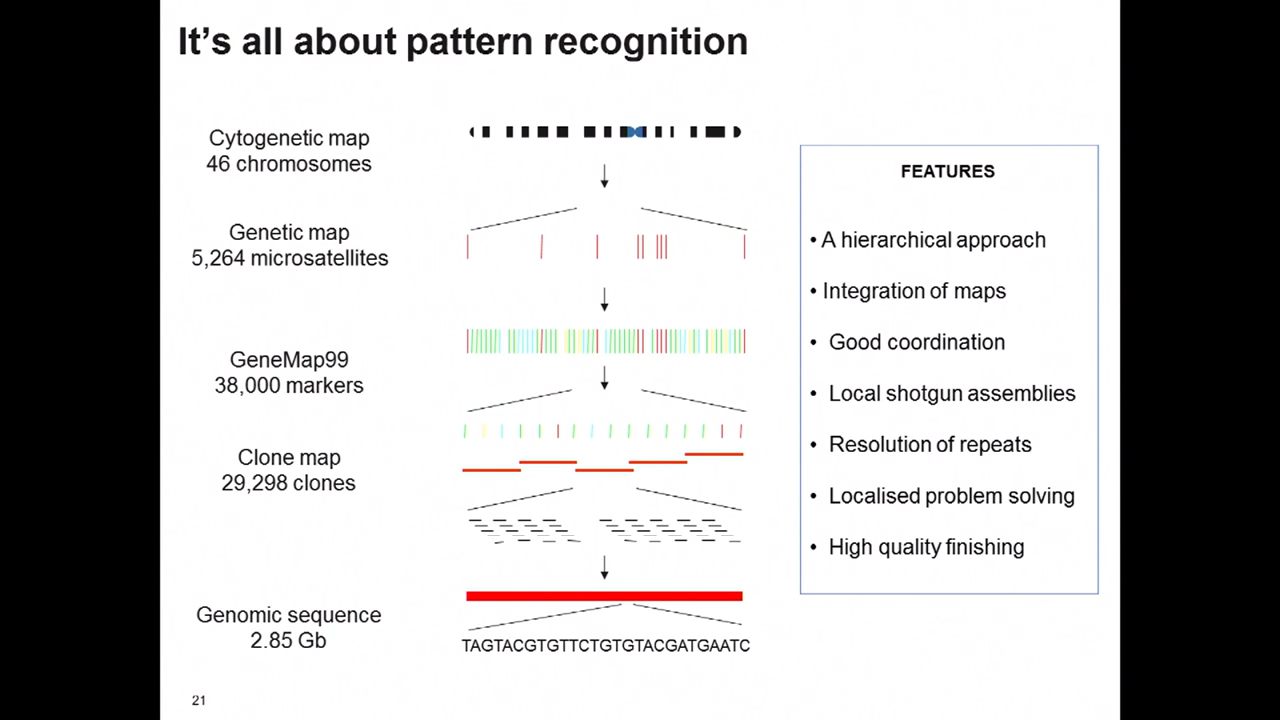 It's all about pattern recognition
Cytogenetic map
46 chromosomes
Genetic map
5,264 microsatellites
GeneMap99
38,000 markers
Clone map
29,298 clones
Genomic sequence
2.85 Gb
TAGTACGTGTTCTGTGTACGATGAATC
FEATURES
• A hierarchical approach
• Integration of maps
• Good coordination
• Local shotgun assemblies
• Resolution of repeats
• Localised problem solving
• High quality finishing
21